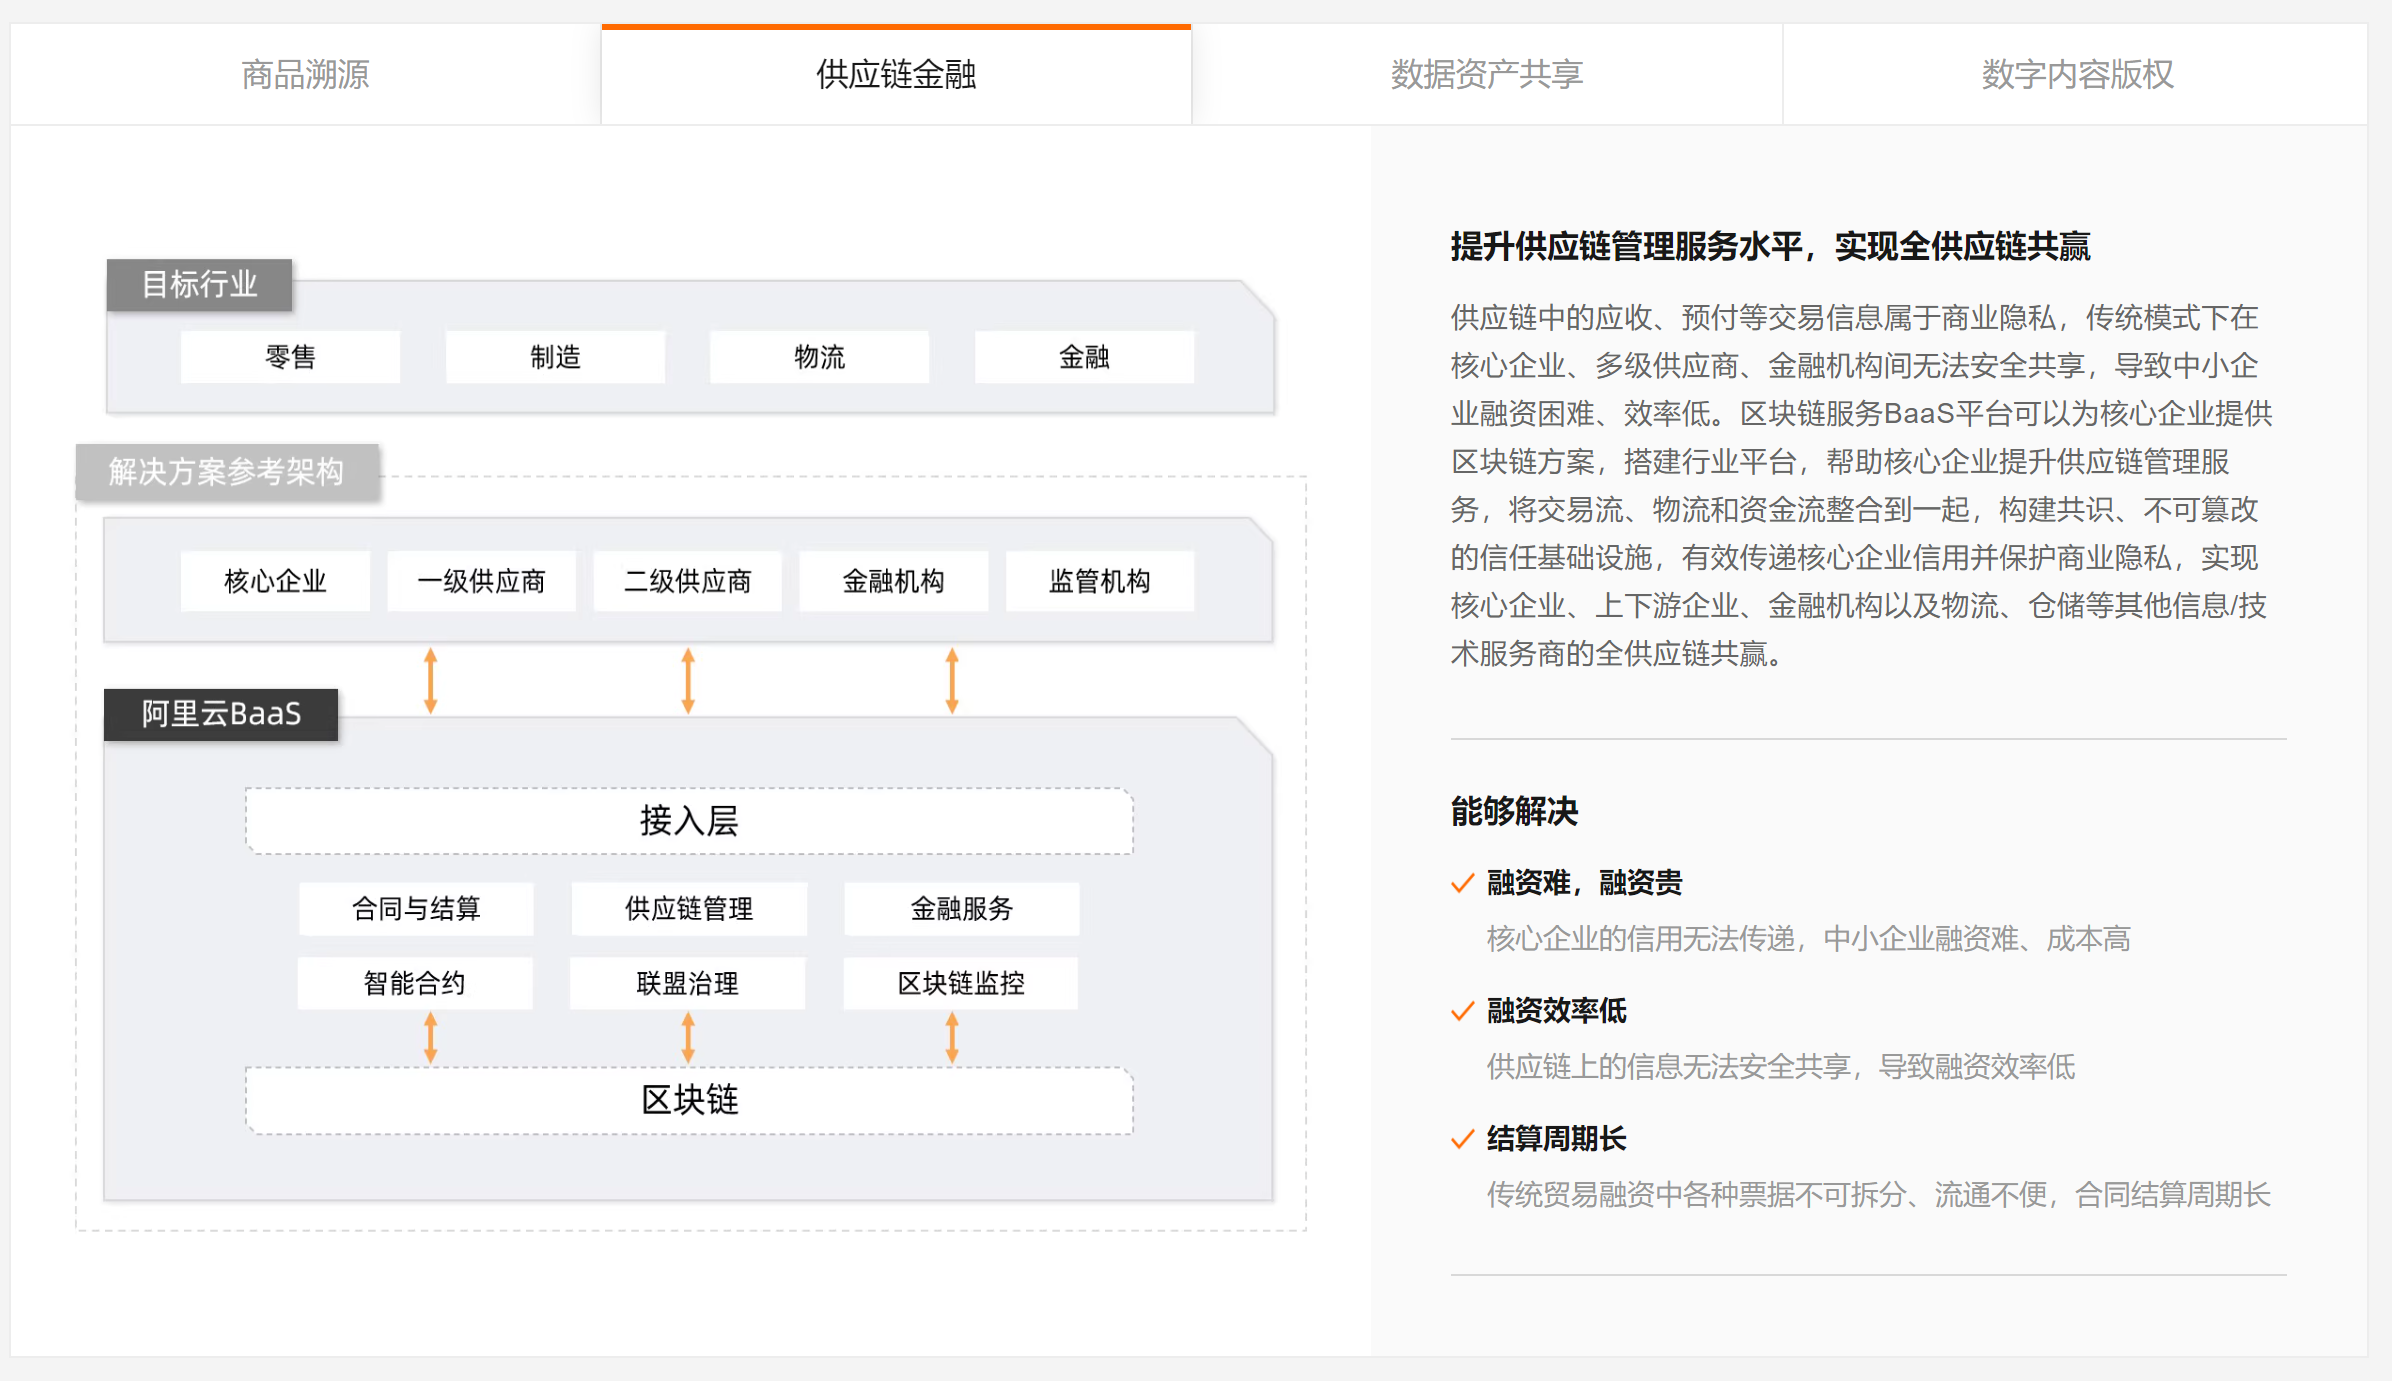 商品溯源
供应链金融
数据资产共享
数字内容版权
目标行业
零售
制造
物流
金融
解决方案参考架构
核心企业
一级供应商
二级供应商
金融机构
监管机构
阿里云BaaS
接入层
合同与结算
供应链管理
金融服务
智能合约
联盟治理
区块链监控
区块链
提升供应链管理服务水平，实现全供应链共赢
供应链中的应收、预付等交易信息属于商业隐私，传统模式下在
核心企业、多级供应商、金融机构间无法安全共享，导致中小企
业融资困难、效率低。区块链服务BaaS平台可以为核心企业提供
区块链方案，搭建行业平台，帮助核心企业提升供应链管理服
务，将交易流、物流和资金流整合到一起，构建共识、不可篡改
的信任基础设施，有效传递核心企业信用并保护商业隐私，实现
核心企业、上下游企业、金融机构以及物流、仓储等其他信息/技
术服务商的全供应链共赢。
能够解决
融资难，融资贵
核心企业的信用无法传递，中小企业融资难、成本高
融资效率低
供应链上的信息无法安全共享，导致融资效率低
结算周期长
传统贸易融资中各种票据不可拆分、流通不便，合同结算周期长